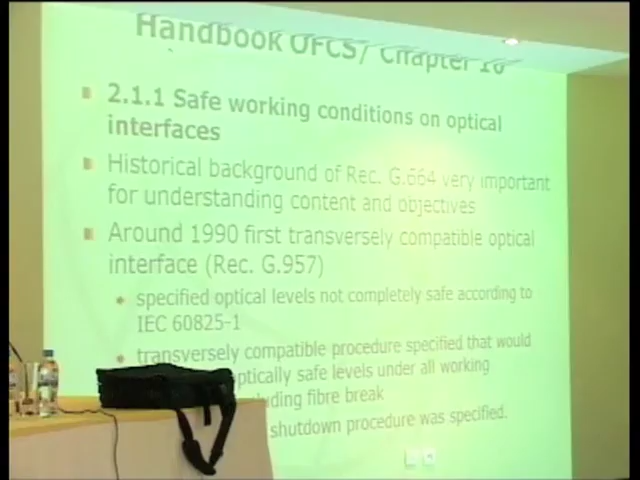 Handbook OFCS/ Chapter 10
2.1.1 Safe working conditions on optical
interfaces
Historical background of Rec. G.664 very important
for understanding content and objectives
Around 1990 first transversely compatible optical
interface (Rec. G.957)
specified optical levels not completely safe according to
IEC 60825-1
transversely compatible procedure specified that would
optically safe levels under all working
fibre break
shutdown procedure was specified.